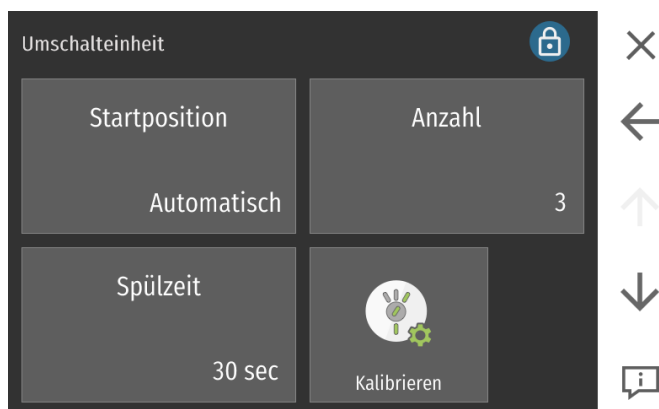 Umschalteinheit
Startposition
Automatisch
Anzahl
3
Spülzeit
30 sec
Kalibrieren